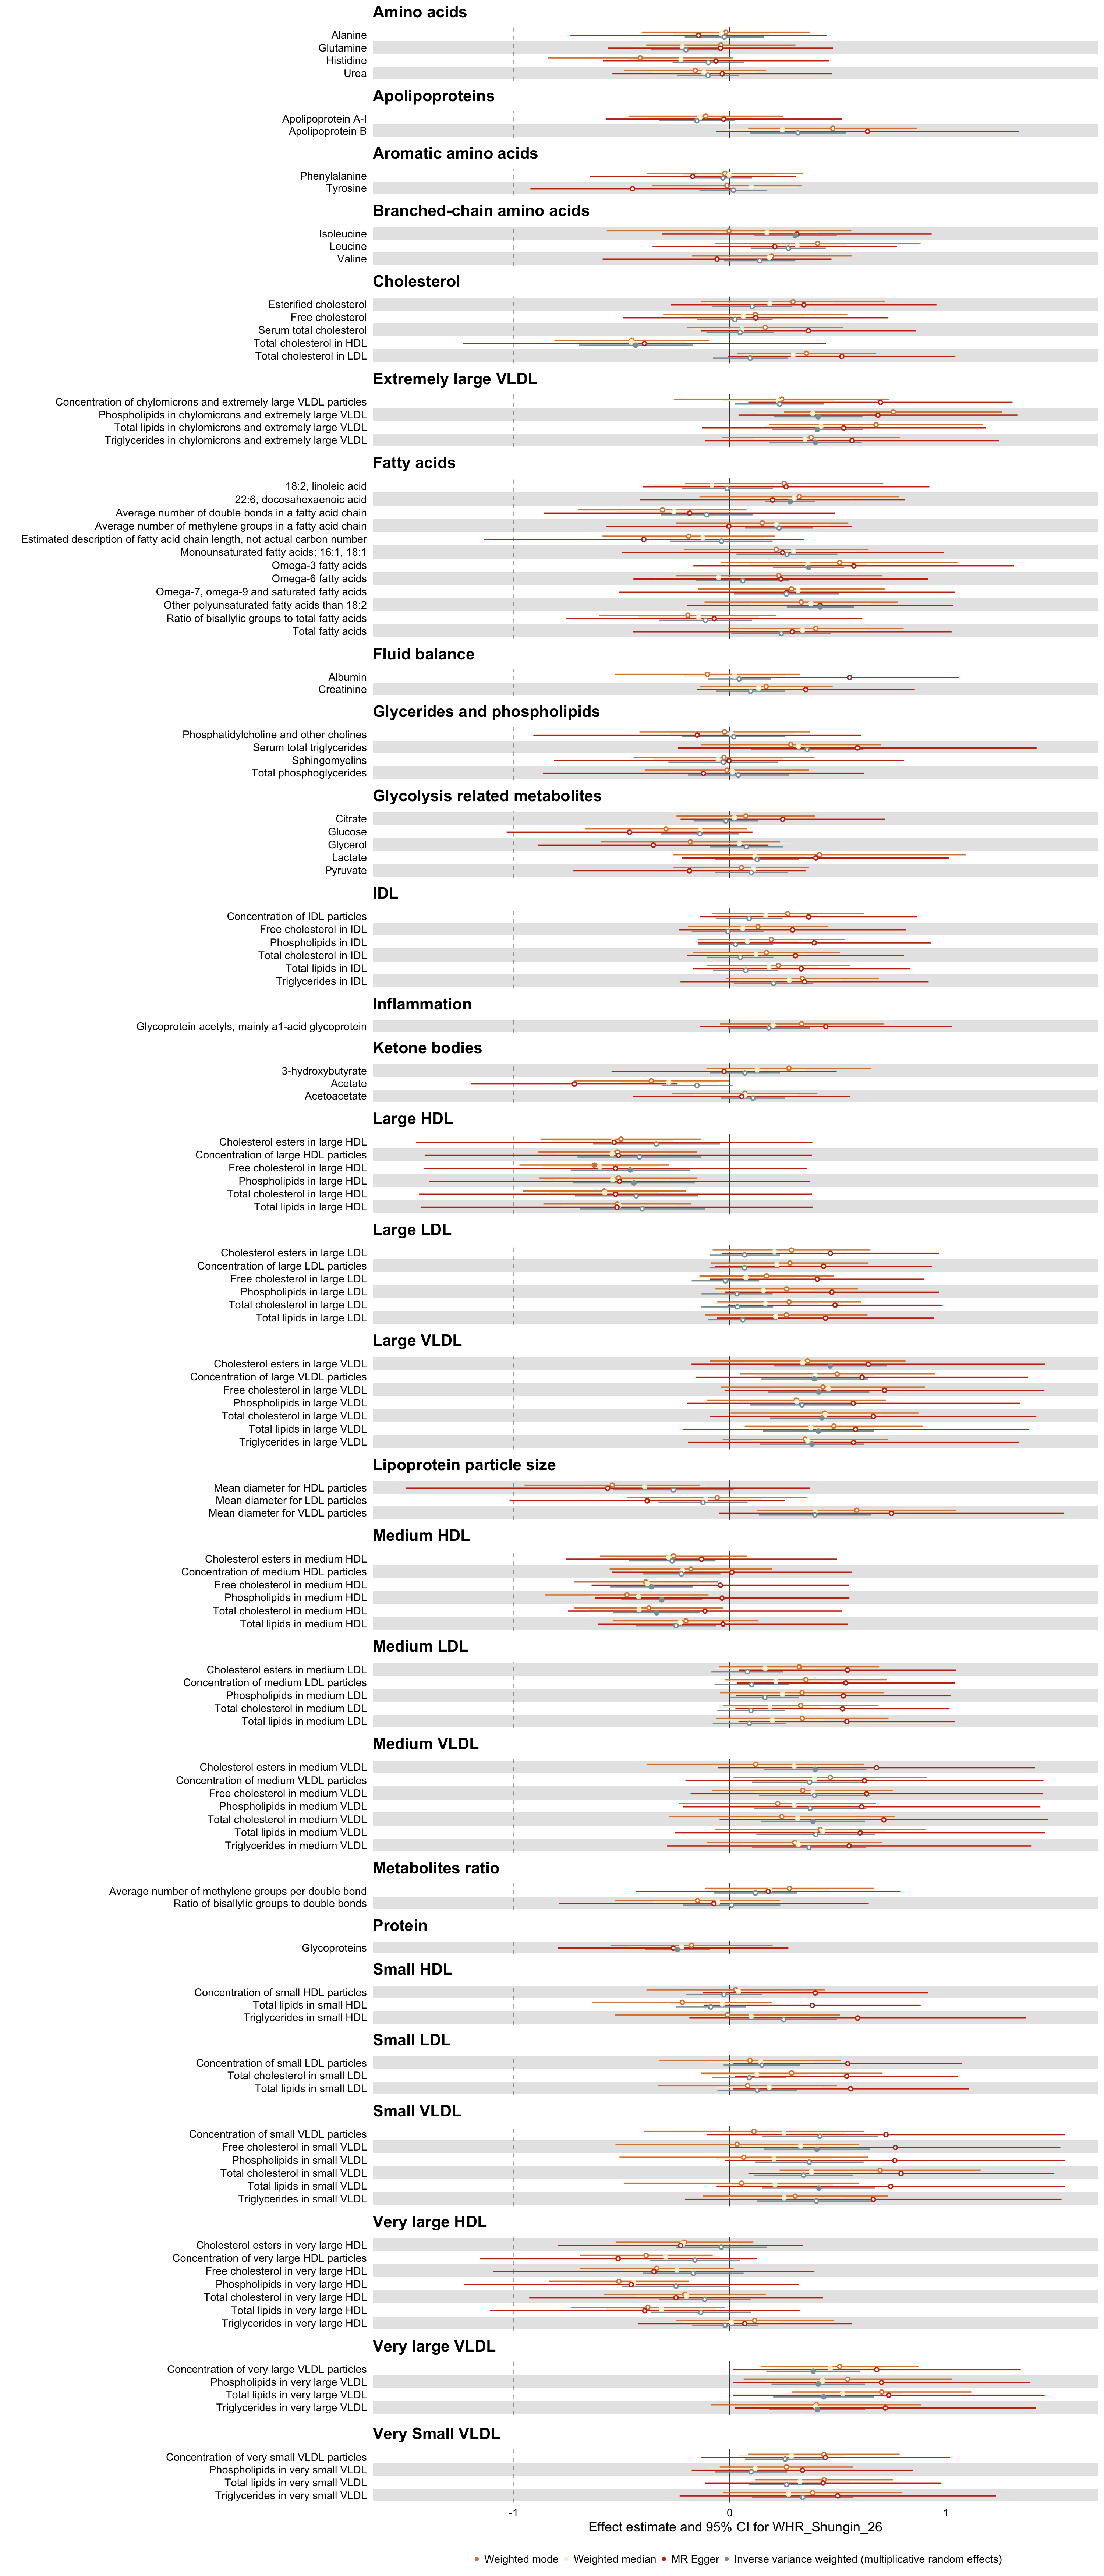 Amino acids
Alanine
Glutamine
Histidine
Urea
Apolipoproteins
Apolipoprotein A-I
Apolipoprotein B
Aromatic amino acids
Phenylalanine
Tyrosine
Branched-chain amino acids
Isoleucine
Leucine
Valine
Cholesterol
Esterified cholesterol
Free cholesterol
Serum total cholesterol
Total cholesterol in HDL
Total cholesterol in LDL
Extremely large VLDL
Concentration of chylomicrons and extremely large VLDL particles
Phospholipids in chylomicrons and extremely large VLDL
Total lipids in chylomicrons and extremely large VLDL
Triglycerides in chylomicrons and extremely large VLDL
Fatty acids
18:2, linoleic acid
22:6, docosahexaenoic acid
Average number of double bonds in a fatty acid chain
Average number of methylene groups in a fatty acid chain
Estimated description of fatty acid chain length, not actual carbon number
Monounsaturated fatty acids; 16:1, 18:1
Omega-3 fatty acids
Omega-6 fatty acids
Omega-7, omega-9 and saturated fatty acids
Other polyunsaturated fatty acids than 18:2
Ratio of bisallylic groups to total fatty acids
Total fatty acids
Fluid balance
Albumin
Creatinine
Glycerides and phospholipids
Phosphatidylcholine and other cholines
Serum total triglycerides
Sphingomyelins
Total phosphoglycerides
Glycolysis related metabolites
Citrate
Glucose
Glycerol
Lactate
Pyruvate
IDL
Concentration of IDL particles
Free cholesterol in IDL
Phospholipids in IDL
Total cholesterol in IDL
Total lipids in IDL
Triglycerides in IDL
Inflammation
Glycoprotein acetyls, mainly a1-acid glycoprotein
Ketone bodies
3-hydroxybutyrate
Acetate
Acetoacetate
Large HDL
Cholesterol esters in large HDL
Concentration of large HDL particles
Free cholesterol in large HDL
Phospholipids in large HDL
Total cholesterol in large HDL
Total lipids in large HDL
Large LDL
Cholesterol esters in large LDL
Concentration of large LDL particles
Free cholesterol in large LDL
Phospholipids in large LDL
Total cholesterol in large LDL
Total lipids in large LDL
Large VLDL
Cholesterol esters in large VLDL
Concentration of large VLDL particles
Free cholesterol in large VLDL
Phospholipids in large VLDL
Total cholesterol in large VLDL
Total lipids in large VLDL
Triglycerides in large VLDL
Lipoprotein particle size
Mean diameter for HDL particles
Mean diameter for LDL particles
Mean diameter for VLDL particles
Medium HDL
Cholesterol esters in medium HDL
Concentration of medium HDL particles
Free cholesterol in medium HDL
Phospholipids in medium HDL
Total cholesterol in medium HDL
Total lipids in medium HDL
Medium LDL
Cholesterol esters in medium LDL
Concentration of medium LDL particles
Phospholipids in medium LDL
Total cholesterol in medium LDL
Total lipids in medium LDL
Medium VLDL
Cholesterol esters in medium VLDL
Concentration of medium VLDL particles
Free cholesterol in medium VLDL
Phospholipids in medium VLDL
Total cholesterol in medium VLDL
Total lipids in medium VLDL
Triglycerides in medium VLDL
Metabolites ratio
Average number of methylene groups per double bond
Ratio of bisallylic groups to double bonds
Protein
Glycoproteins
Small HDL
Concentration of small HDL particles
Total lipids in small HDL
Triglycerides in small HDL
Small LDL
Concentration of small LDL particles
Total cholesterol in small LDL
Total lipids in small LDL
Small VLDL
Concentration of small VLDL particles
Free cholesterol in small VLDL
Phospholipids in small VLDL
Total cholesterol in small VLDL
Total lipids in small VLDL
Triglycerides in small VLDL
Very large HDL
Cholesterol esters in very large HDL
Concentration of very large HDL particles
Free cholesterol in very large HDL
Phospholipids in very large HDL
Total cholesterol in very large HDL
Total lipids in very large HDL
Triglycerides in very large HDL
Very large VLDL
Concentration of very large VLDL particles
Phospholipids in very large VLDL
Total lipids in very large VLDL
Triglycerides in very large VLDL
Very Small VLDL
Concentration of very small VLDL particles
Phospholipids in very small VLDL
Total lipids in very small VLDL
Triglycerides in very small VLDL
-1 0 1
Effect estimate and 95% CI for WHR_Shungin_26
Weighted mode Weighted median MR Egger Inverse variance weighted (multiplicative random effects)